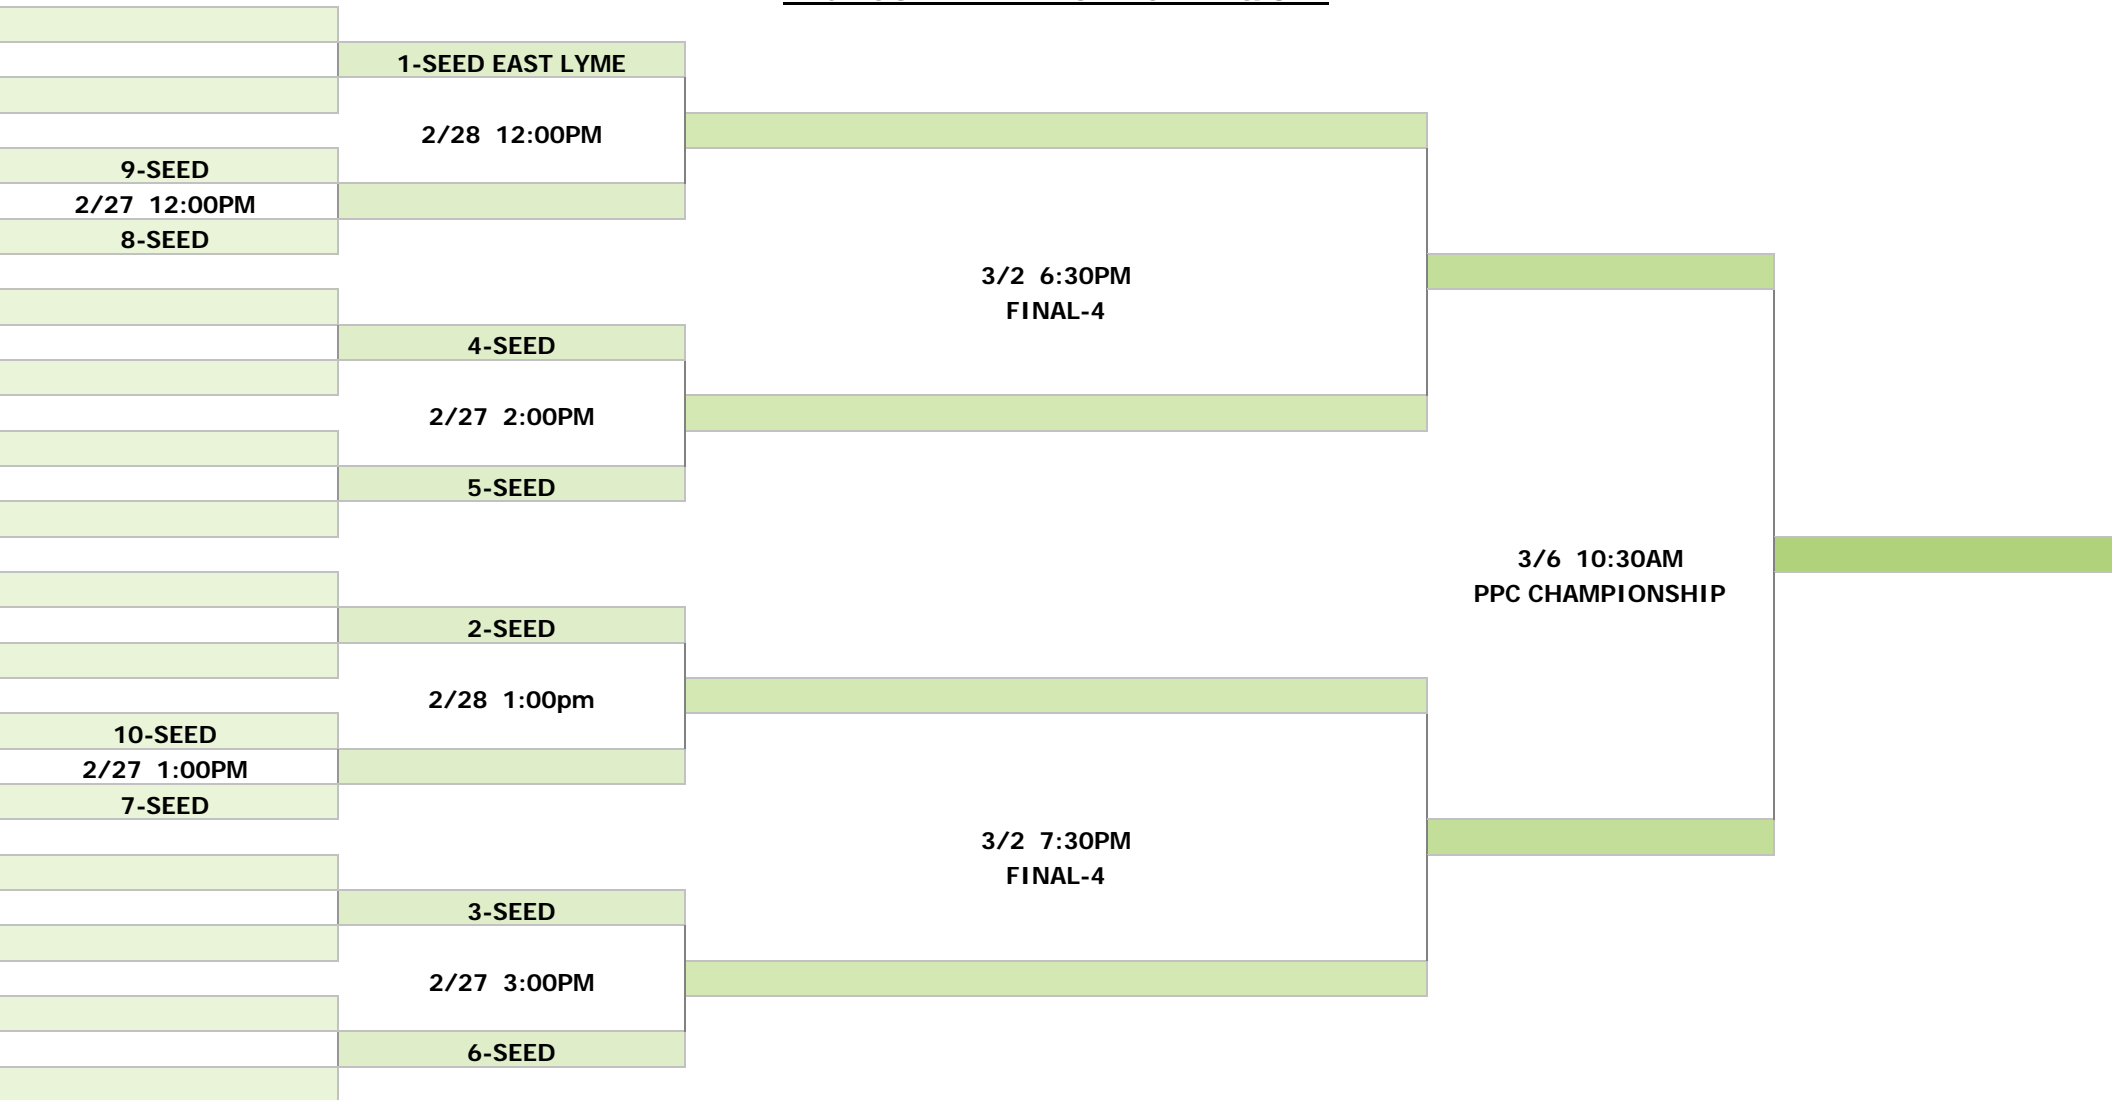 1-SEED EAST LYME
2/28 12:00PM
9-SEED
2/27 12:00PM
8-SEED
3/2 6:30PM
FINAL-4
4-SEED
2/27 2:00PM
5-SEED
3/6 10:30AM
PPC CHAMPIONSHIP
2-SEED
2/28 1:00pm
10-SEED
2/27 1:00PM
7-SEED
3/2 7:30PM
FINAL-4
3-SEED
2/27 3:00PM
6-SEED